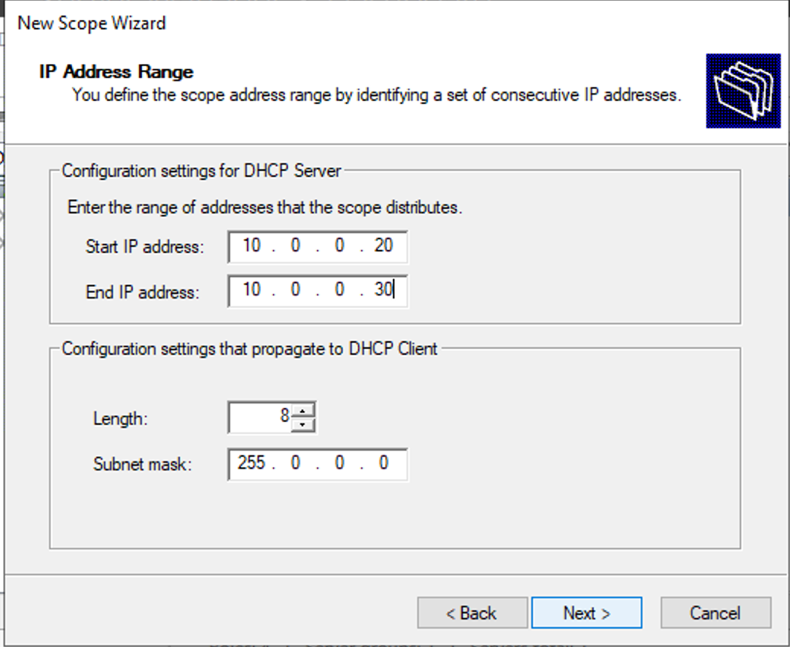 New Scope Wizard
IP Address Range
You define the scope address range by identifying a set of consecutive IP addresses.
Configuration settings for DHCP Server
Enter the range of addresses that the scope distributes.
Start IP address: 10 . 0 . 0 . 20
End IP address: 10 . 0 . 0 . 30
Configuration settings that propagate to DHCP Client
Length: 8
Subnet mask: 255 . 0 . 0 . 0
< Back Next > Cancel